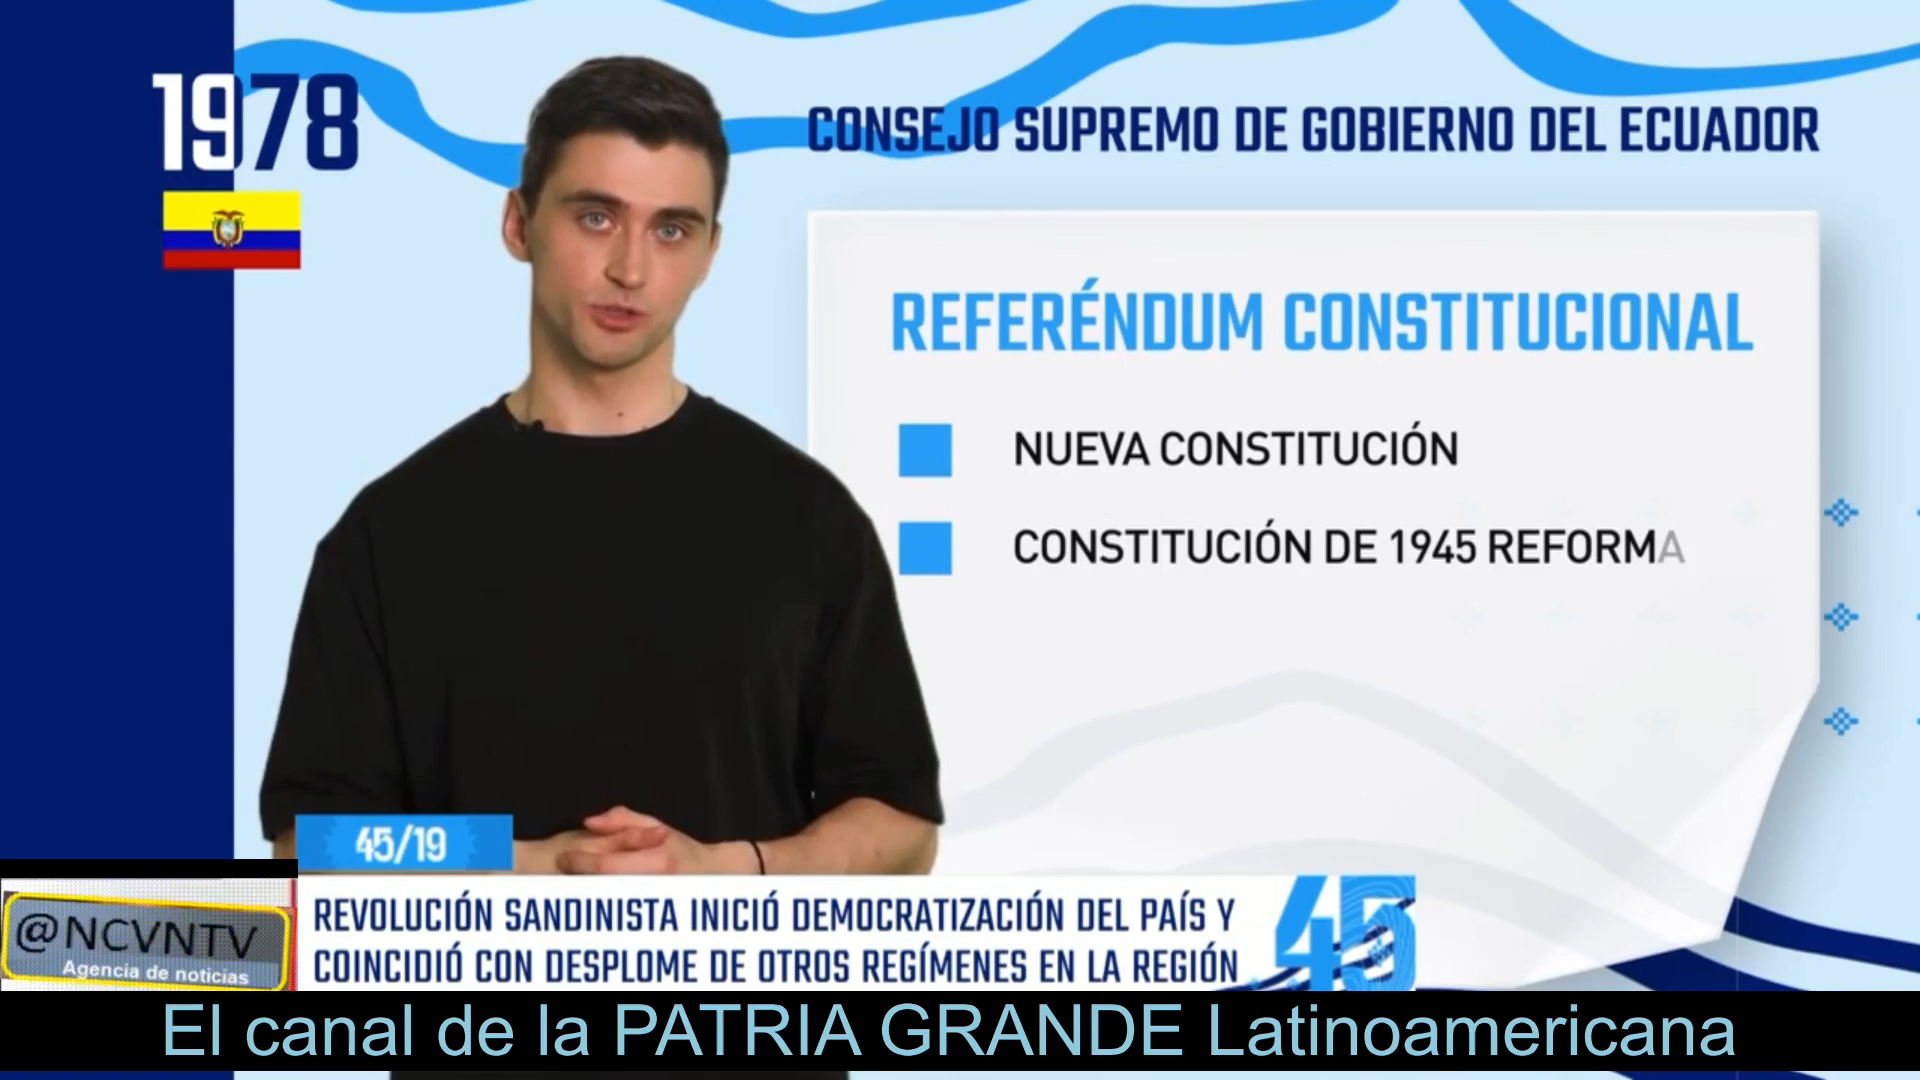 1978
CONSEJO SUPREMO DE GOBIERNO DEL ECUADOR
REFERÉNDUM CONSTITUCIONAL
NUEVA CONSTITUCIÓN
CONSTITUCIÓN DE 1945 REFORMA
45/19
REVOLUCIÓN SANDINISTA INICIÓ DEMOCRATIZACIÓN DEL PAÍS Y
COINCIDIÓ CON DESPLOME DE OTROS REGÍMENES EN LA REGIÓN
45
@NCVNTV
Agencia de noticias
El canal de la PATRIA GRANDE Latinoamericana